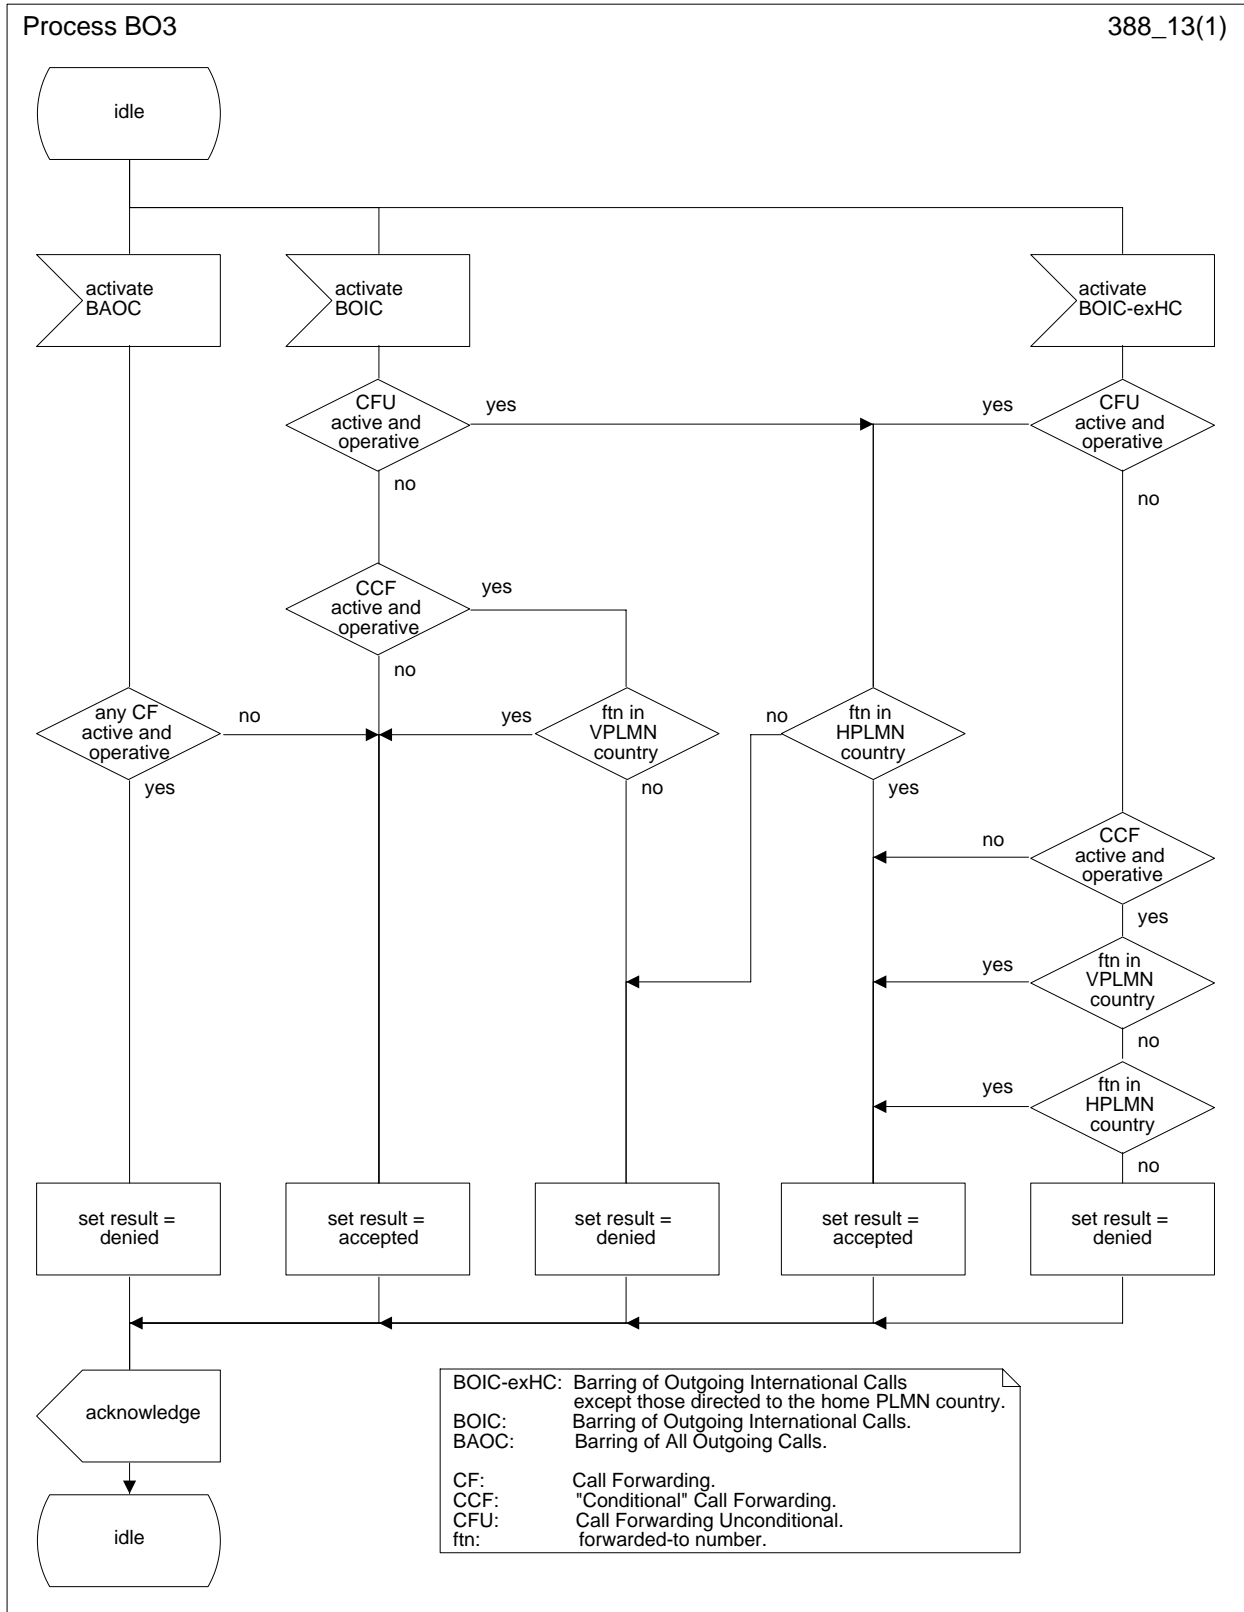 Process BO3
388_13(1)
idle
activate
BAOC
activate
BOIC
activate
BOIC-exHC
CFU
active and
operative
yes
yes
CFU
active and
operative
no
no
CCF
active and
operative
yes
no
any CF
active and
operative
no
yes
ftn in
VPLMN
country
no
ftn in
HPLMN
country
yes
no
yes
no
CCF
active and
operative
yes
yes
ftn in
VPLMN
country
no
yes
ftn in
HPLMN
country
no
set result =
denied
set result =
accepted
set result =
denied
set result =
accepted
set result =
denied
acknowledge
idle
BOIC-exHC: Barring of Outgoing International Calls
except those directed to the home PLMN country.
BOIC: Barring of Outgoing International Calls.
BAOC: Barring of All Outgoing Calls.
CF: Call Forwarding.
CCF: "Conditional" Call Forwarding.
CFU: Call Forwarding Unconditional.
ftn: forwarded-to number.